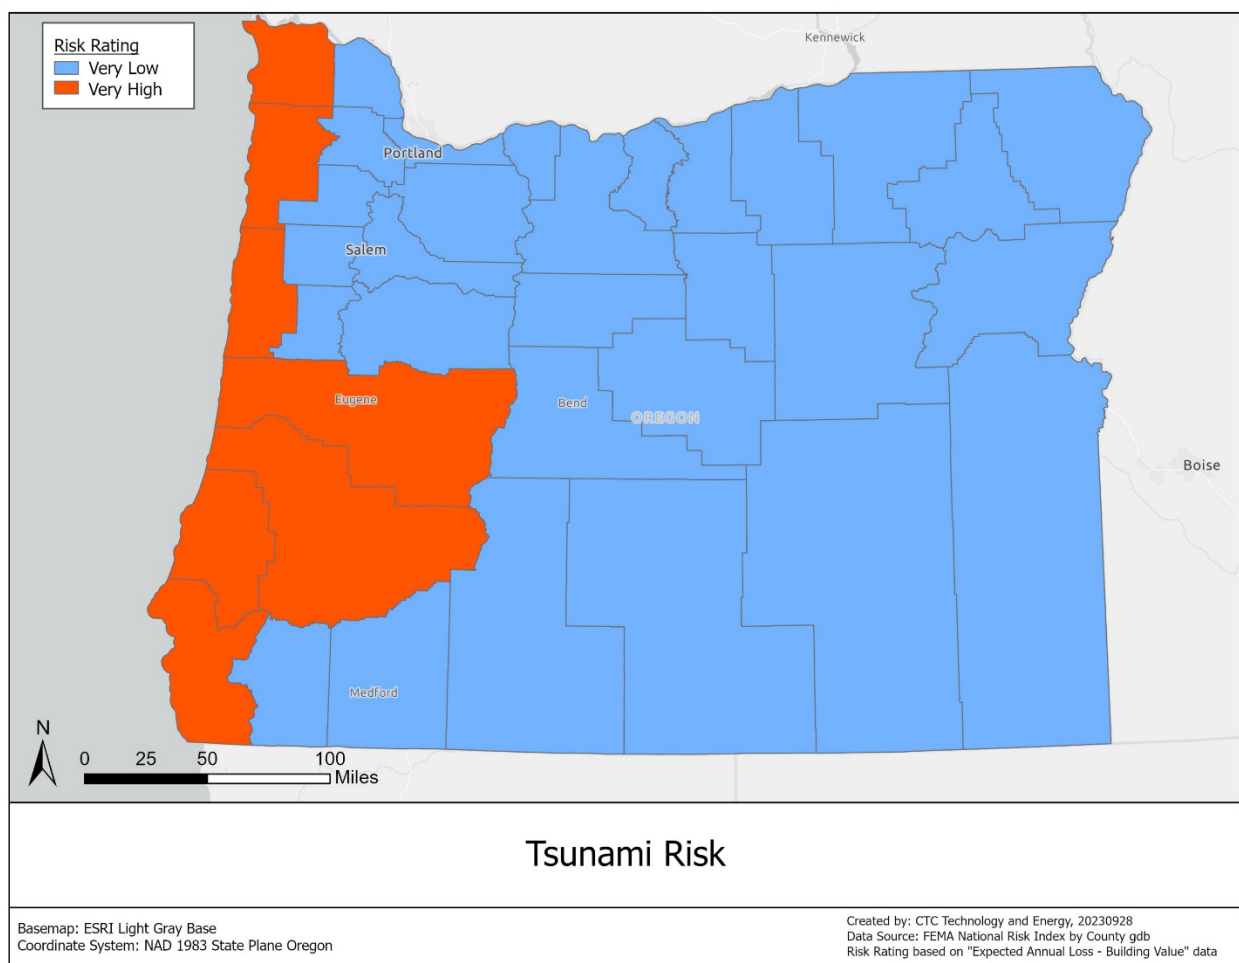 Risk Rating
Very Low
Very High
Kennewick
Portland
Salem
Eugene
Bend
OREGON
Boise
Medford
N
0 25 50 100
Miles
Tsunami Risk
Basemap: ESRI Light Gray Base
Coordinate System: NAD 1983 State Plane Oregon
Created by: CTC Technology and Energy, 20230928
Data Source: FEMA National Risk Index by County gdb
Risk Rating based on "Expected Annual Loss - Building Value" data